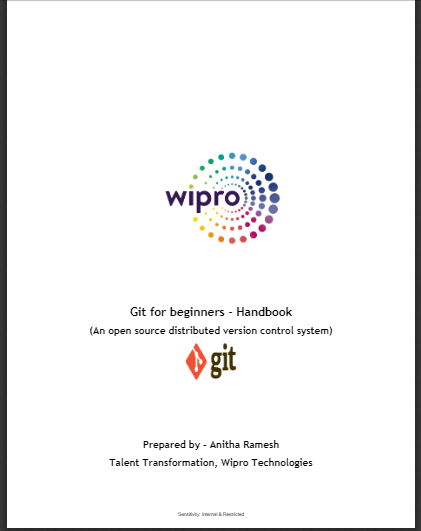 wipro
Git for beginners - Handbook
(An open source distributed version control system)
git
Prepared by - Anitha Ramesh
Talent Transformation, Wipro Technologies
Sensitivity: Internal & Restricted